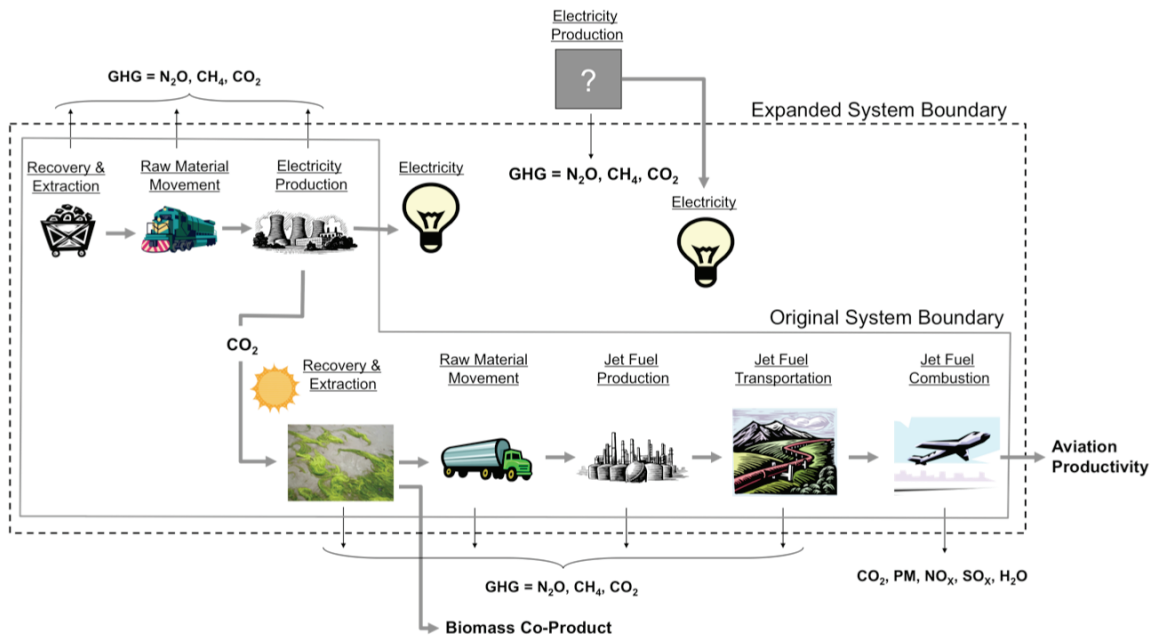 Electricity
Production
?
GHG = N₂O, CH₄, CO₂
Expanded System Boundary
Recovery &
Extraction
Raw Material
Movement
Electricity
Production
Electricity
GHG = N₂O, CH₄, CO₂
Electricity
Original System Boundary
CO₂
Recovery &
Extraction
Raw Material
Movement
Jet Fuel
Production
Jet Fuel
Transportation
Jet Fuel
Combustion
Aviation
Productivity
GHG = N₂O, CH₄, CO₂
CO₂, PM, NOₓ, SOₓ, H₂O
Biomass Co-Product